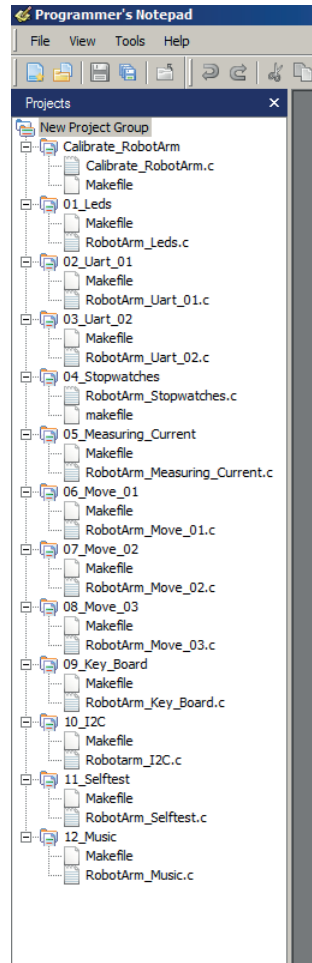 Programmer's Notepad
File View Tools Help
Projects
New Project Group
Calibrate_RobotArm
Calibrate_RobotArm.c
Makefile
01_Leds
Makefile
RobotArm_Leds.c
02_Uart_01
Makefile
RobotArm_Uart_01.c
03_Uart_02
Makefile
RobotArm_Uart_02.c
04_Stopwatches
RobotArm_Stopwatches.c
makefile
05_Measuring_Current
Makefile
RobotArm_Measuring_Current.c
06_Move_01
Makefile
RobotArm_Move_01.c
07_Move_02
Makefile
RobotArm_Move_02.c
08_Move_03
Makefile
RobotArm_Move_03.c
09_Key_Board
Makefile
RobotArm_Key_Board.c
10_I2C
Makefile
Robotarm_I2C.c
11_Selftest
Makefile
RobotArm_Selftest.c
12_Music
Makefile
RobotArm_Music.c